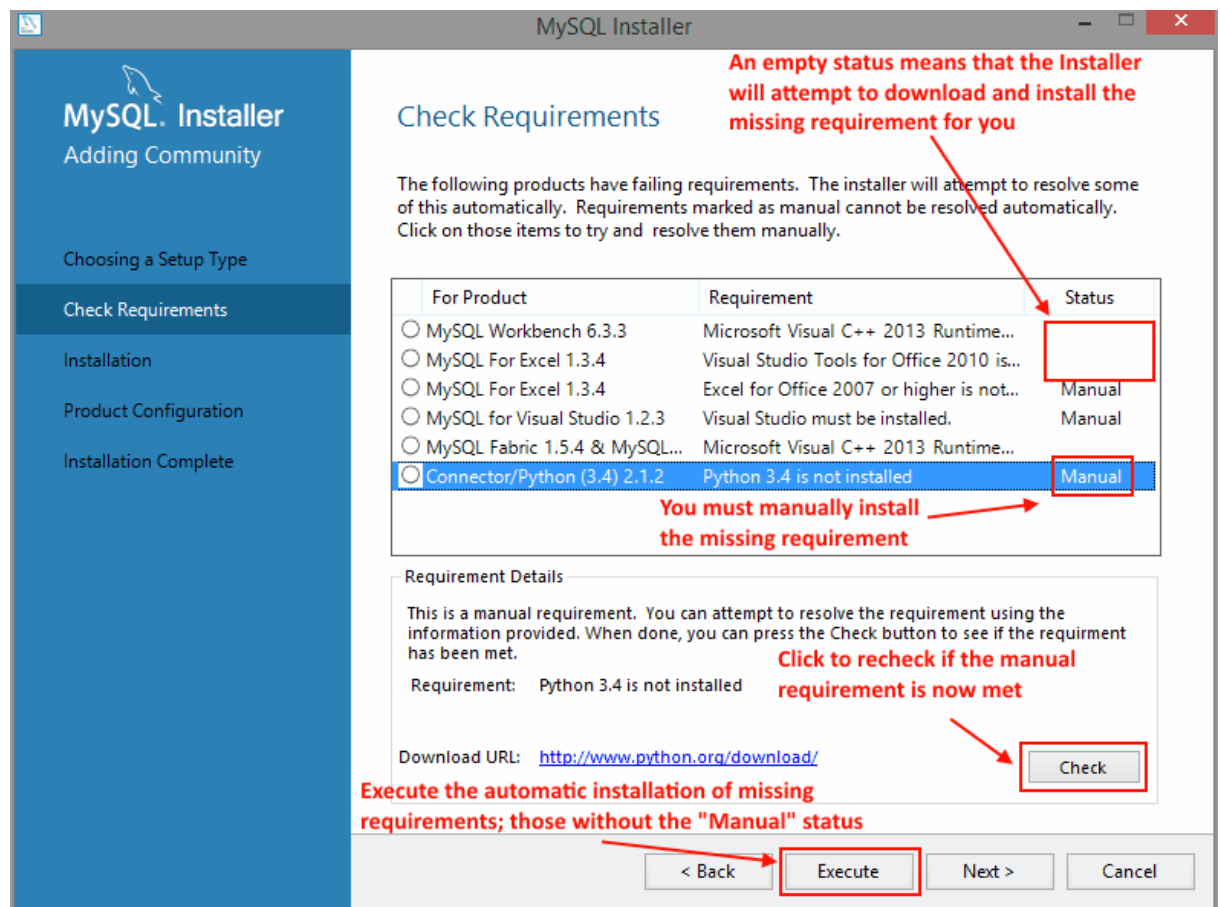 MySQL Installer
An empty status means that the Installer
will attempt to download and install the
missing requirement for you
MySQL. Installer
Adding Community
Choosing a Setup Type
Check Requirements
Installation
Product Configuration
Installation Complete
Check Requirements
The following products have failing requirements. The installer will attempt to resolve some
of this automatically. Requirements marked as manual cannot be resolved automatically.
Click on those items to try and resolve them manually.
For Product Requirement Status
MySQL Workbench 6.3.3 Microsoft Visual C++ 2013 Runtime...
MySQL For Excel 1.3.4 Visual Studio Tools for Office 2010 is...
MySQL For Excel 1.3.4 Excel for Office 2007 or higher is not... Manual
MySQL for Visual Studio 1.2.3 Visual Studio must be installed. Manual
MySQL Fabric 1.5.4 & MySQL... Microsoft Visual C++ 2013 Runtime...
Connector/Python (3.4) 2.1.2 Python 3.4 is not installed Manual
You must manually install
the missing requirement
Requirement Details
This is a manual requirement. You can attempt to resolve the requirement using the
information provided. When done, you can press the Check button to see if the requirment
has been met.
Click to recheck if the manual
requirement is now met
Requirement: Python 3.4 is not installed
Download URL: http://www.python.org/download/
Check
Execute the automatic installation of missing
requirements; those without the "Manual" status
< Back Execute Next > Cancel